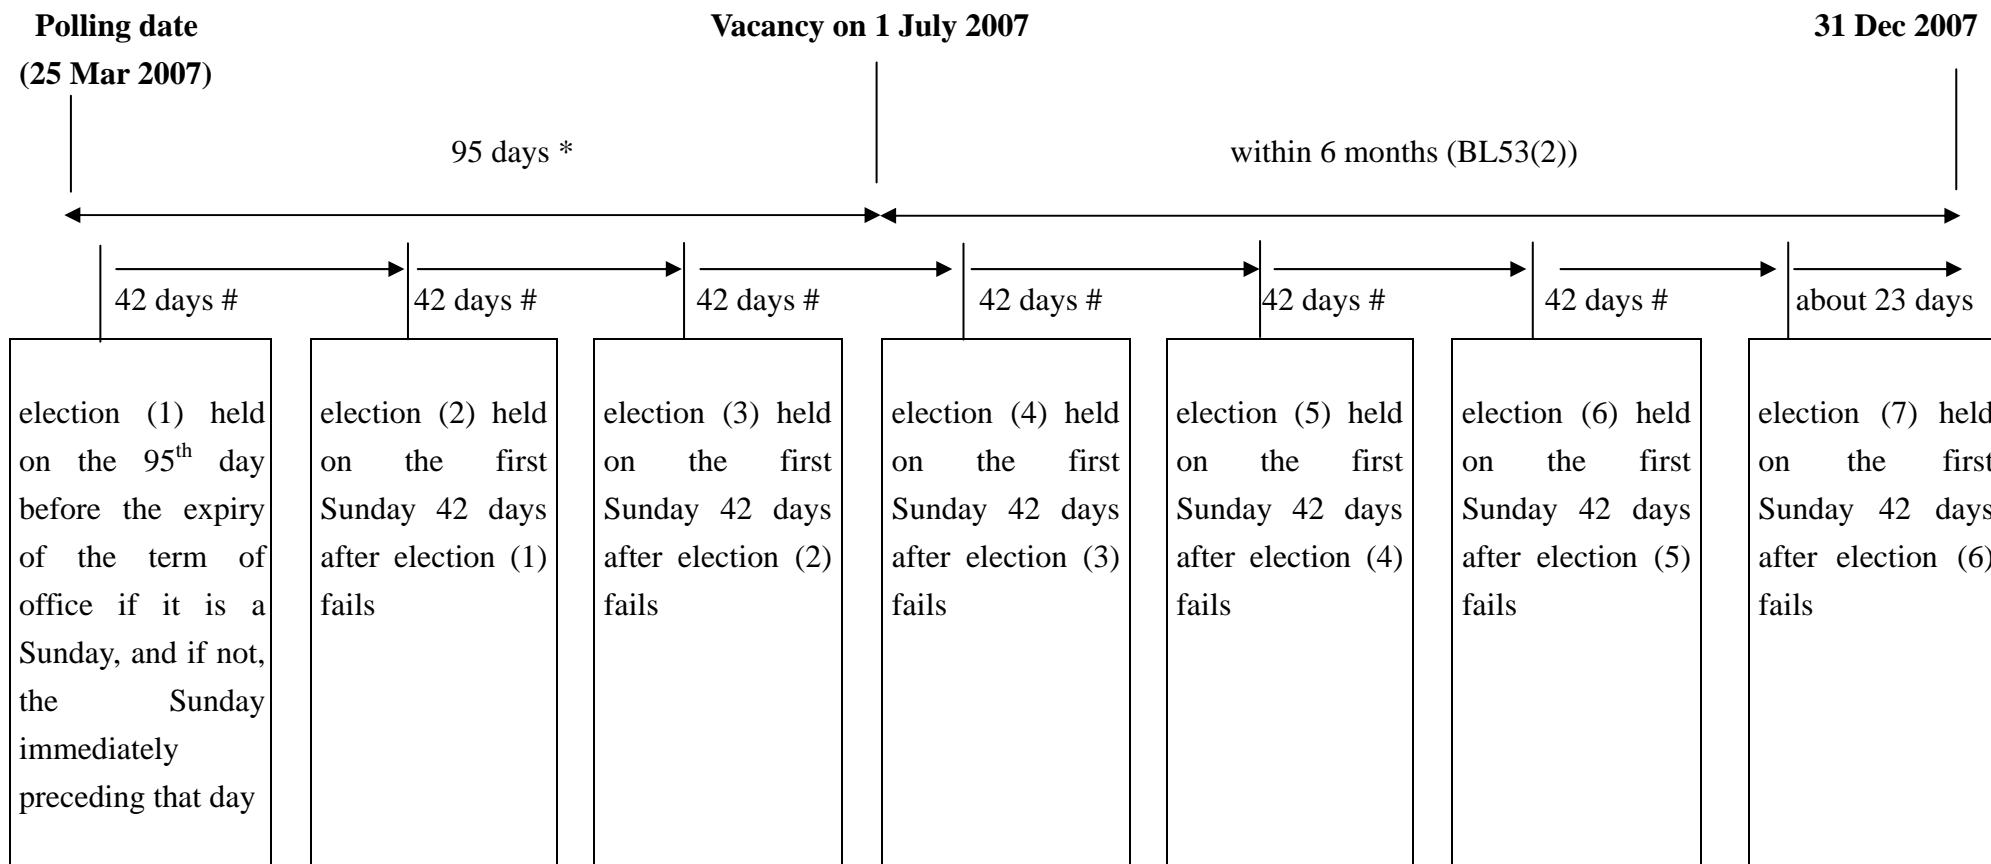 Polling date
(25 Mar 2007)
Vacancy on 1 July 2007
31 Dec 2007
95 days *
within 6 months (BL53(2))
42 days #
42 days #
42 days #
42 days #
42 days #
42 days #
about 23 days
election (1) held
on the 95th day
before the expiry
of the term of
office if it is a
Sunday, and if not,
the Sunday
immediately
preceding that day
election (2) held
on the first
Sunday 42 days
after election (1)
fails
election (3) held
on the first
Sunday 42 days
after election (2)
fails
election (4) held
on the first
Sunday 42 days
after election (3)
fails
election (5) held
on the first
Sunday 42 days
after election (4)
fails
election (6) held
on the first
Sunday 42 days
after election (5)
fails
election (7) held
on the first
Sunday 42 days
after election (6)
fails